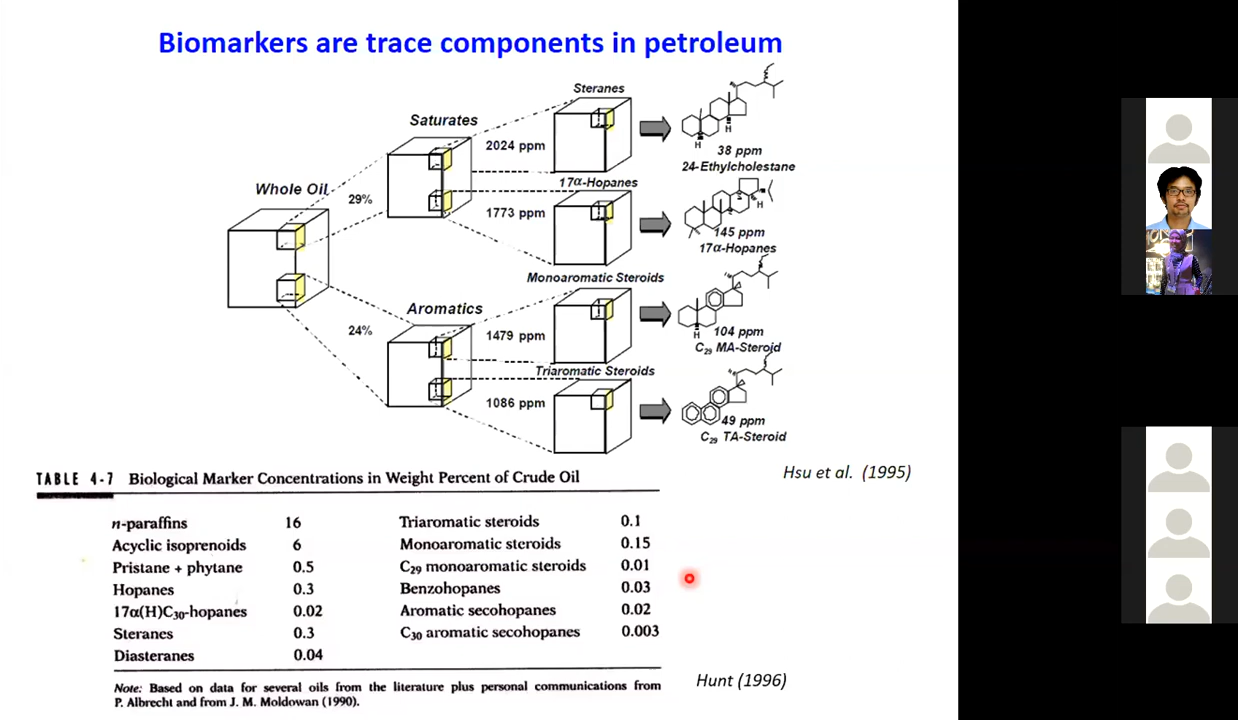 Biomarkers are trace components in petroleum
Steranes
Saturates
2024 ppm
38 ppm
24-Ethylcholestane
H
H
Whole Oil
29%
17α-Hopanes
1773 ppm
H
145 ppm
17α-Hopanes
Monoaromatic Steroids
Aromatics
24%
1479 ppm
H
104 ppm
C29 MA-Steroid
Triaromatic Steroids
1086 ppm
49 ppm
C29 TA-Steroid
Hsu et al. (1995)
TABLE 4-7 Biological Marker Concentrations in Weight Percent of Crude Oil
n-paraffins 16 Triaromatic steroids 0.1
Acyclic isoprenoids 6 Monoaromatic steroids 0.15
Pristane + phytane 0.5 C29 monoaromatic steroids 0.01
Hopanes 0.3 Benzohopanes 0.03
17α(H)C30-hopanes 0.02 Aromatic secohopanes 0.02
Steranes 0.3 C30 aromatic secohopanes 0.003
Diasteranes 0.04
Note: Based on data for several oils from the literature plus personal communications from
P. Albrecht and from J. M. Moldowan (1990).
Hunt (1996)